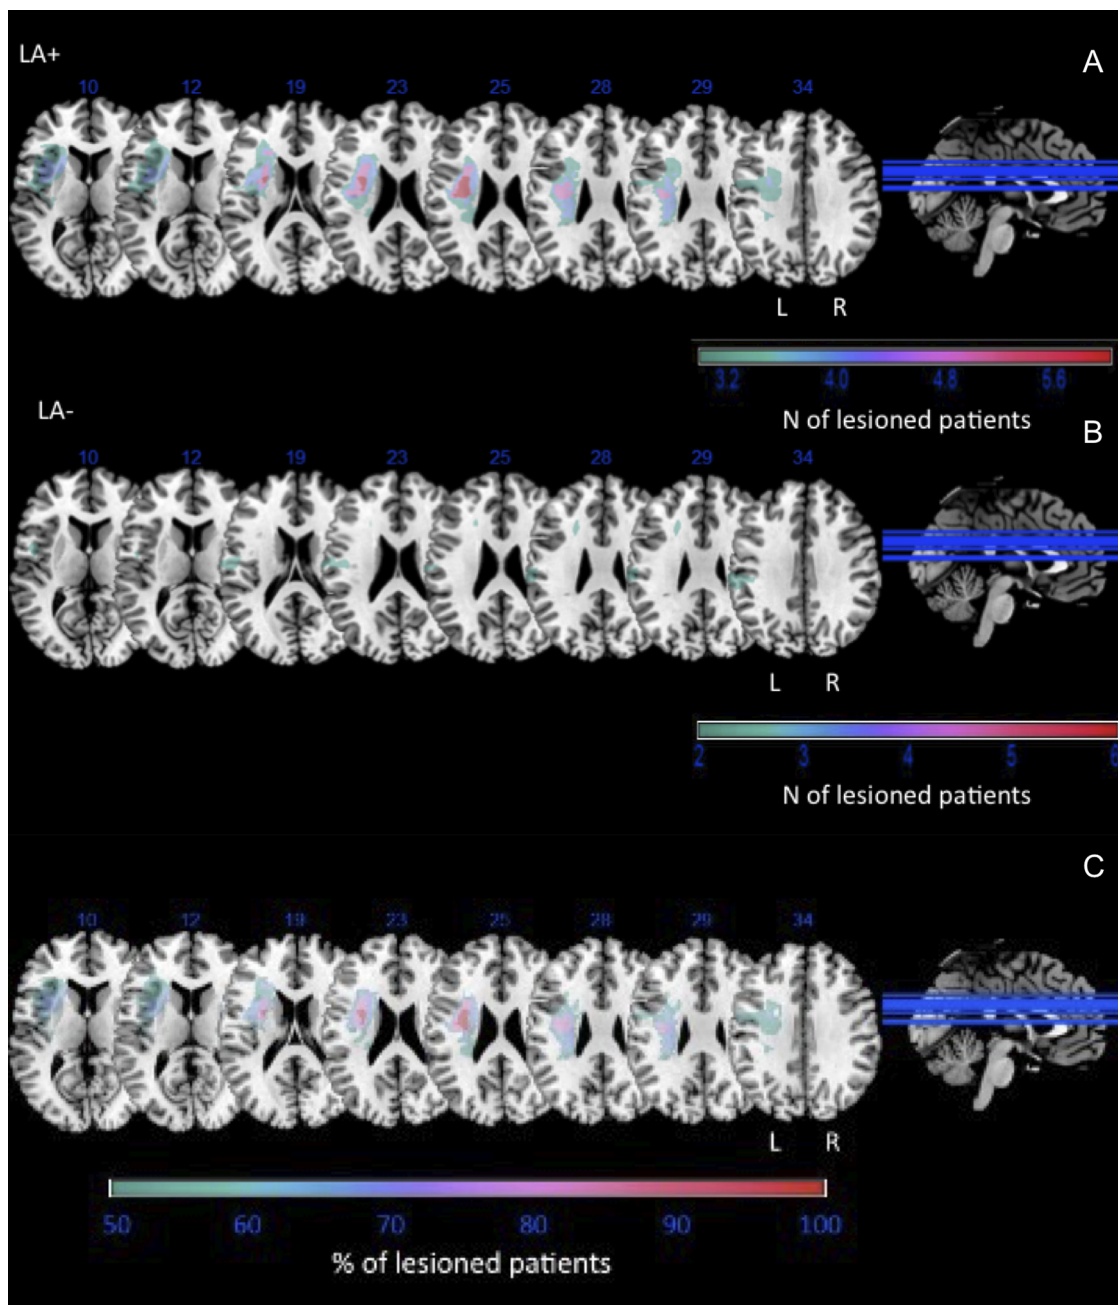 LA+
A
10 12 19 23 25 28 29 34
L R
3.2 4.0 4.8 5.6
N of lesioned patients
LA-
B
10 12 19 23 25 28 29 34
L R
2 3 4 5 6
N of lesioned patients
C
10 12 19 23 25 28 29 34
L R
50 60 70 80 90 100
% of lesioned patients